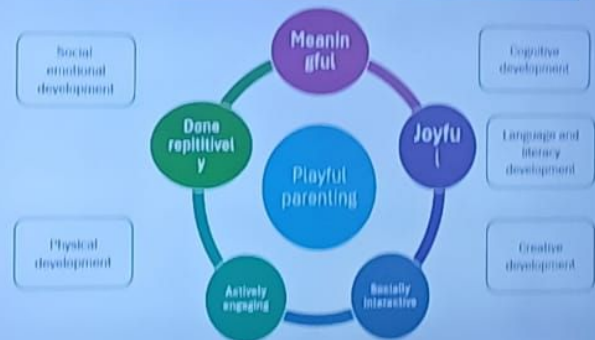 Social
emotional
development
Physical
development
Meanin
gful
Joyfu
l
Socially
interactive
Actively
engaging
Done
repititivel
y
Playful
parenting
Cognitive
development
Language and
literacy
development
Creative
development